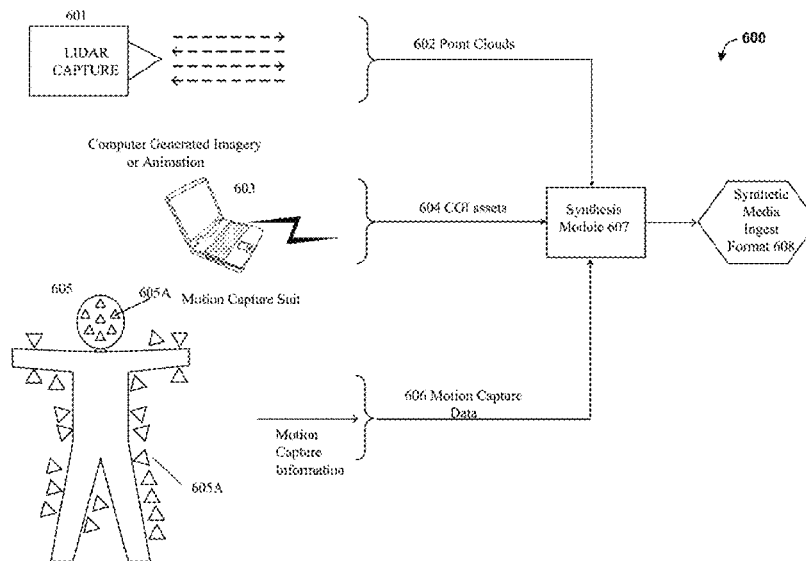 601
LIDAR
CAPTURE
602 Point Clouds
600
Computer Generated Imagery
or Animation
603
604 CGI assets
Synthesis
Module 607
Synthetic
Media
Ingest
Format 608
605
605A
Motion Capture Suit
606 Motion Capture
Data
Motion
Capture
Information
605A